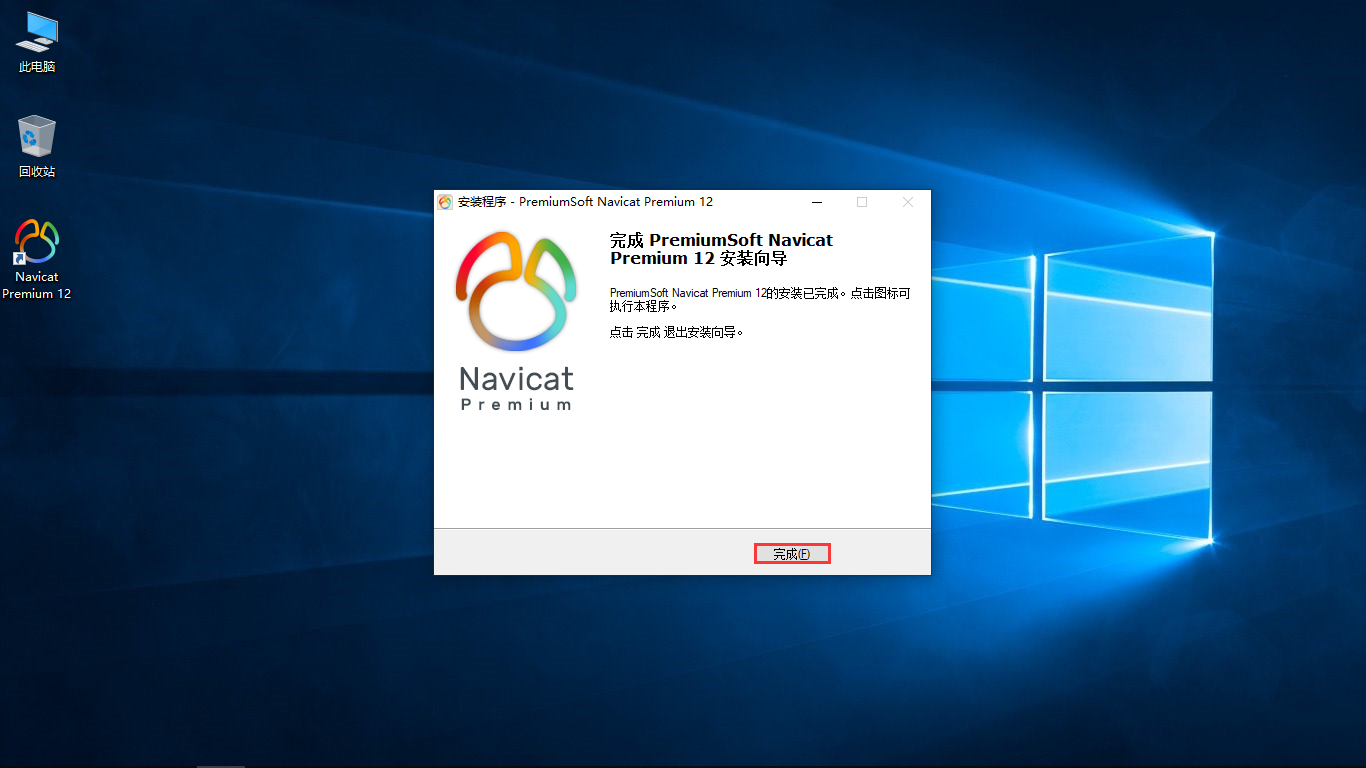 此电脑
回收站
Navicat
Premium 12
安装程序 - PremiumSoft Navicat Premium 12
完成 PremiumSoft Navicat
Premium 12 安装向导
PremiumSoft Navicat Premium 12的安装已完成。点击图标可
执行本程序。
点击 完成 退出安装向导。
Navicat
Premium
完成(F)